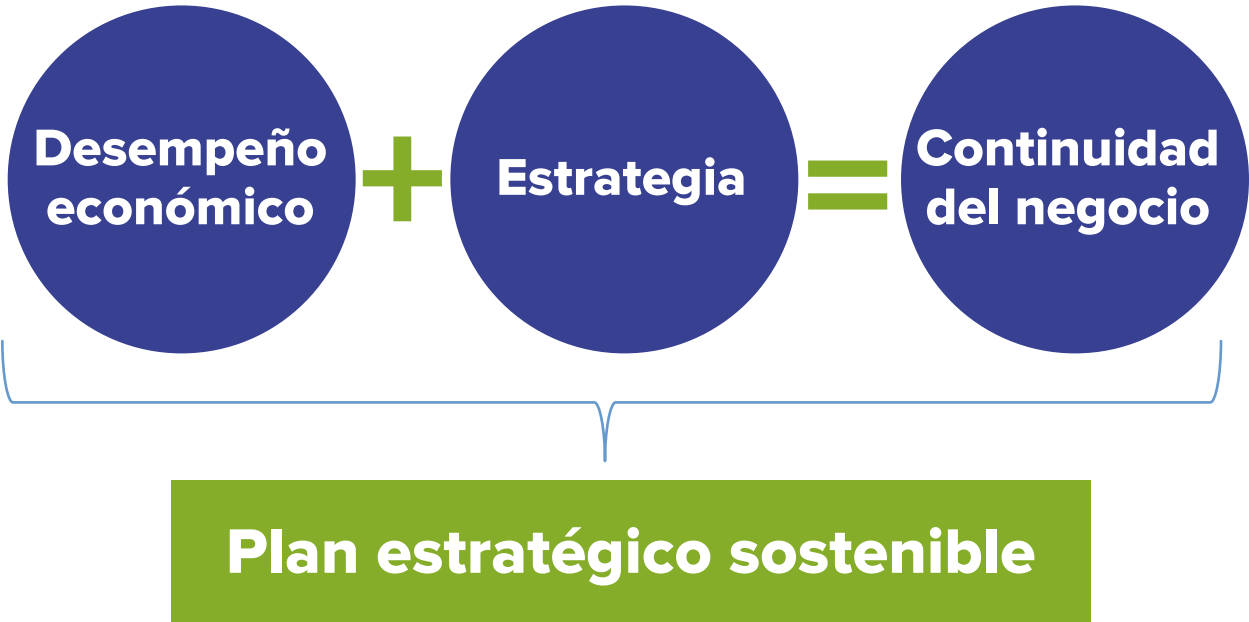 Desempeño
económico
+
Estrategia
=
Continuidad
del negocio
Plan estratégico sostenible